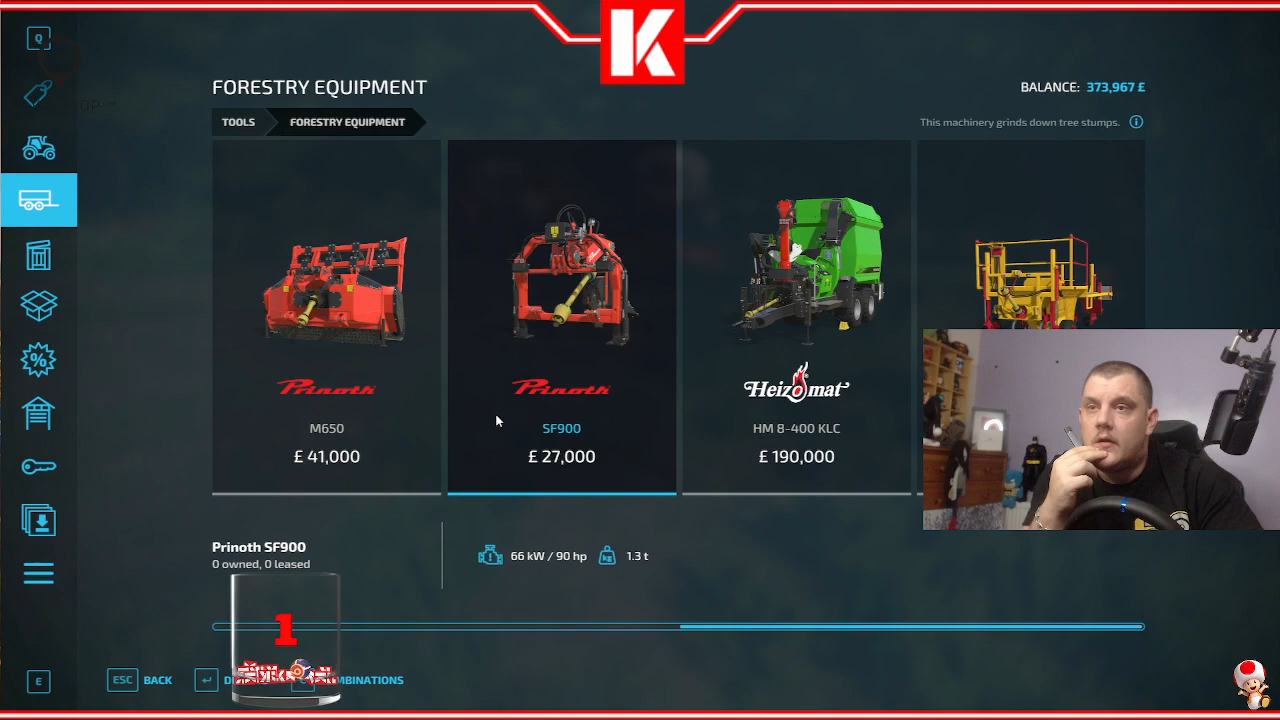 K
Q
FORESTRY EQUIPMENT
BALANCE: 373,967 £
TOOLS
FORESTRY EQUIPMENT
This machinery grinds down tree stumps.
Prinoth
M650
£ 41,000
Prinoth
SF900
£ 27,000
Heizomat
HM 8-400 KLC
£ 190,000
Prinoth SF900
0 owned, 0 leased
66 kW / 90 hp
kg
1.3 t
1
E
ESC
BACK